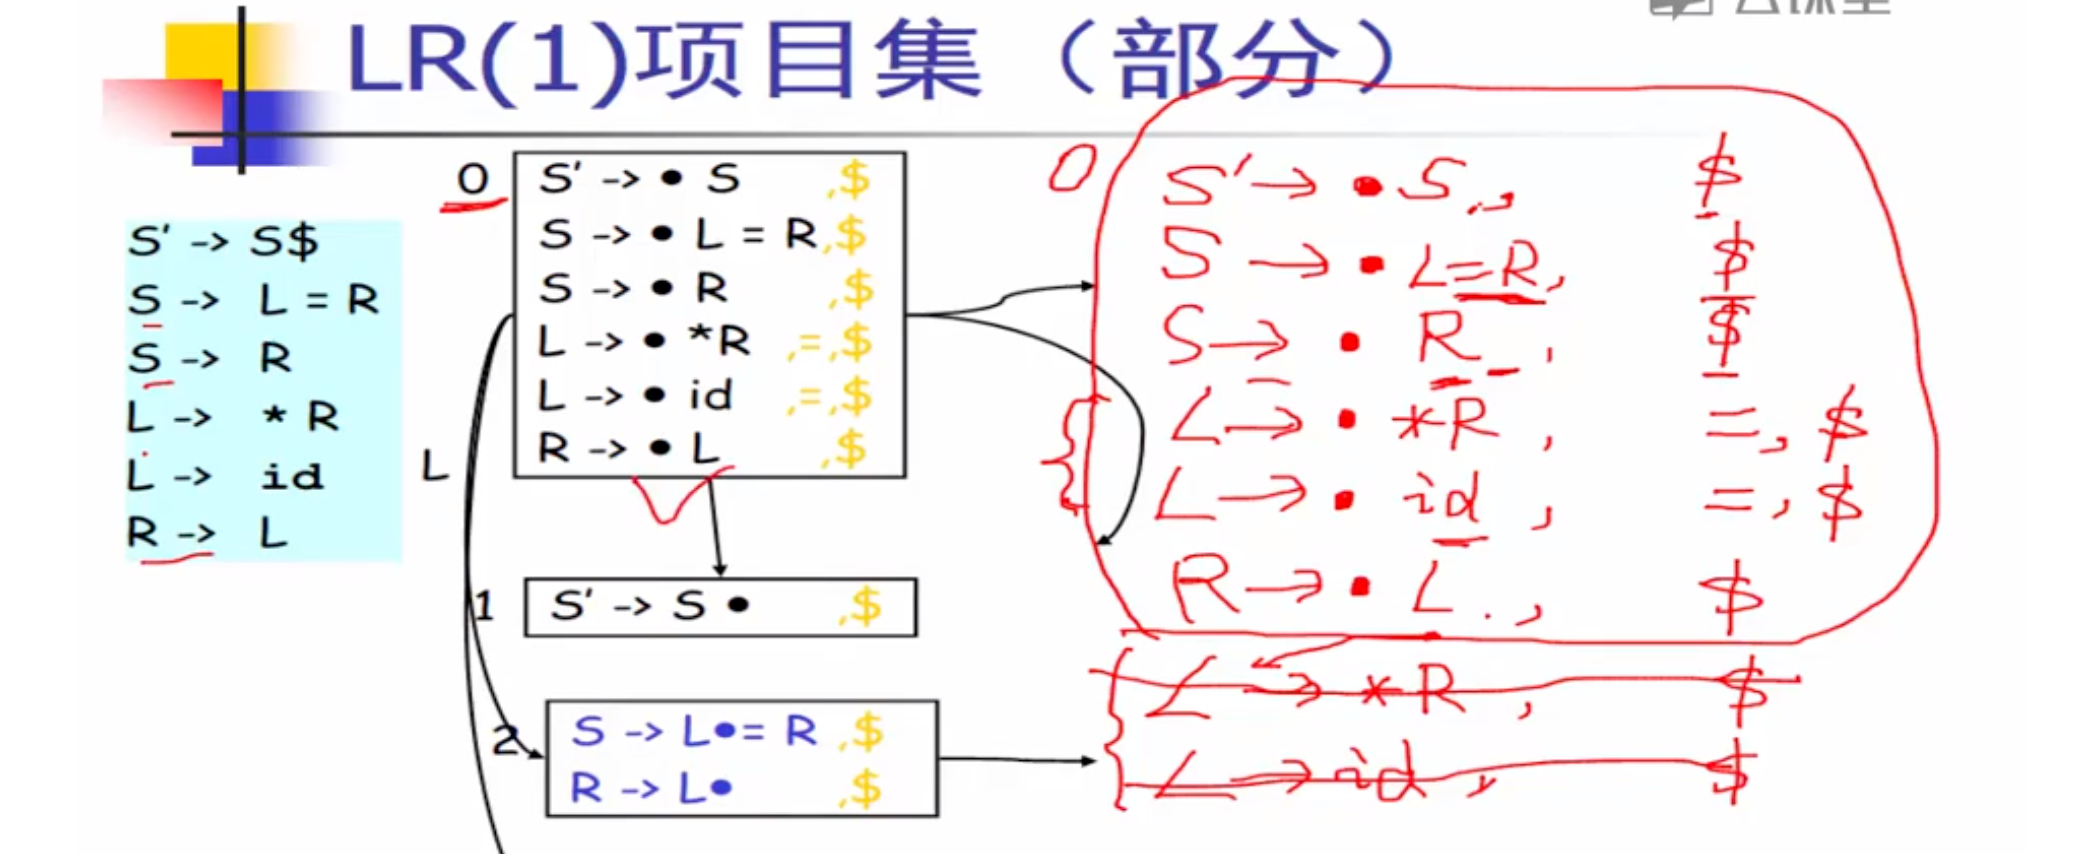 LR(1)项目集（部分）
S' -> S$
S -> L = R
S -> R
L -> * R
L -> id
R -> L
0
S' -> • S ,$
S -> • L = R ,$
S -> • R ,$
L -> • *R ,=,$
L -> • id ,=,$
R -> • L ,$
L
1
S' -> S • ,$
2
S -> L • = R ,$
R -> L • ,$
0
S' → • S , $
S → • L=R, $
S → • R , $
L → • *R , =, $
L → • id , =, $
R → • L . , $
L → *R , $
L → id , $